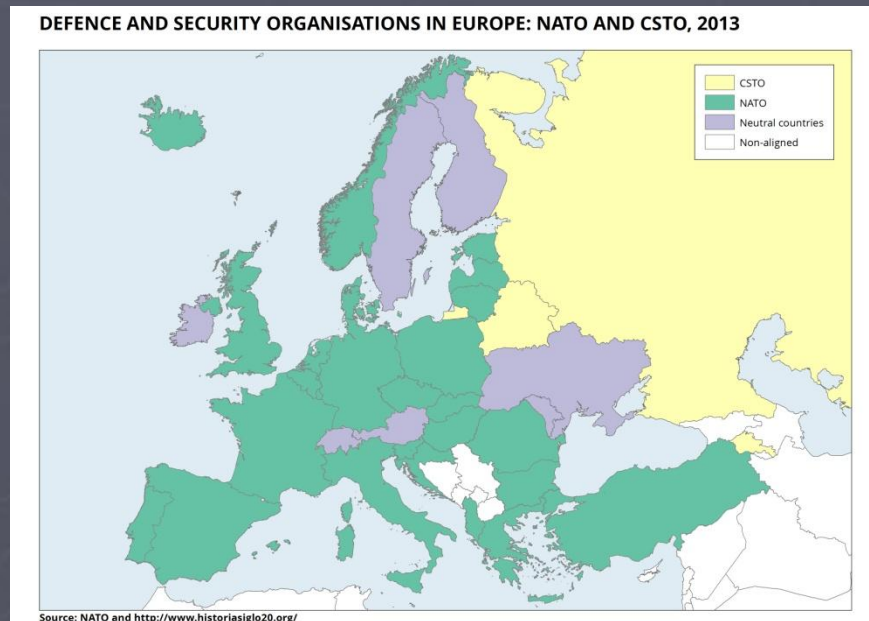 DEFENCE AND SECURITY ORGANISATIONS IN EUROPE: NATO AND CSTO, 2013
CSTO
NATO
Neutral countries
Non-aligned
Source: NATO and http://www.historiasiglo20.org/